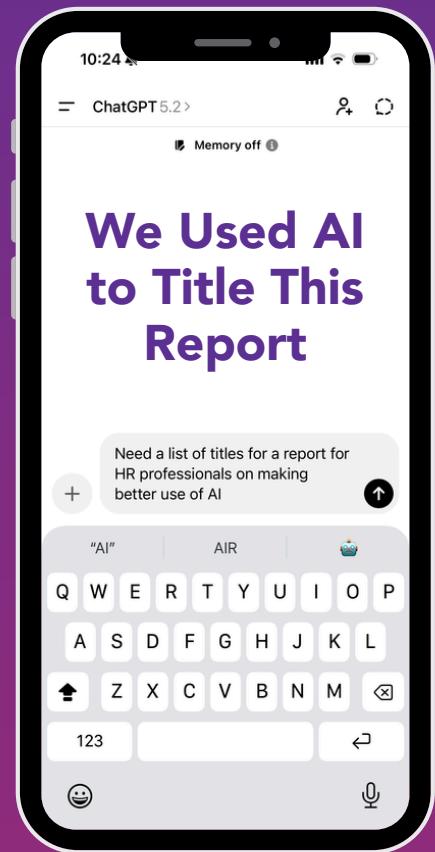 10:24
ChatGPT 5.2 >
Memory off
We Used AI
to Title This
Report
Need a list of titles for a report for
HR professionals on making
better use of AI
"AI" AIR
Q W E R T Y U I O P
A S D F G H J K L
Z X C V B N M
123